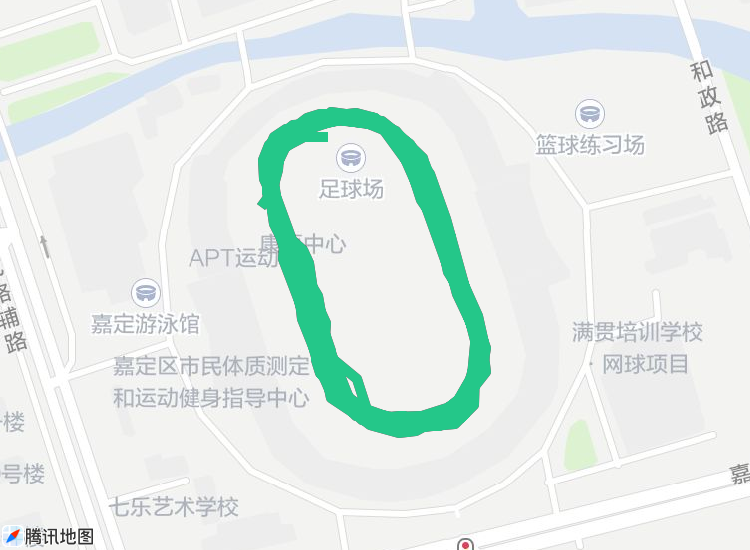 和政路
篮球练习场
足球场
中心
APT运动
嘉定游泳馆
路辅路
满贯培训学校
·网球项目
嘉定区市民体质测定
和运动健身指导中心
楼
号楼
七乐艺术学校
嘉
腾讯地图